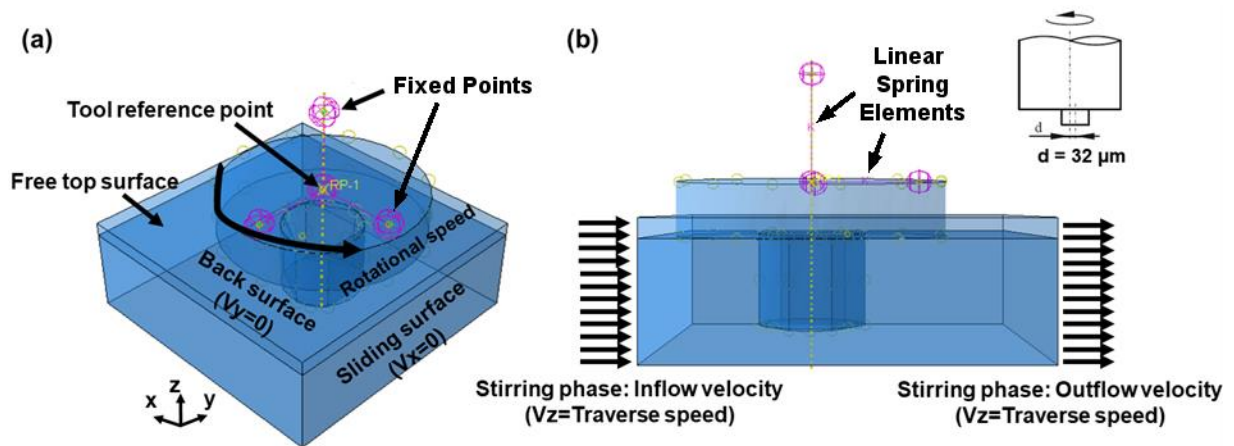 (a)
Tool reference point
Fixed Points
Free top surface
RP-1
Rotational speed
Back surface
(Vy=0)
Sliding surface
(Vx=0)
z
x
y
(b)
Linear
Spring
Elements
K
K
d
d = 32 μm
Stirring phase: Inflow velocity
(Vz=Traverse speed)
Stirring phase: Outflow velocity
(Vz=Traverse speed)